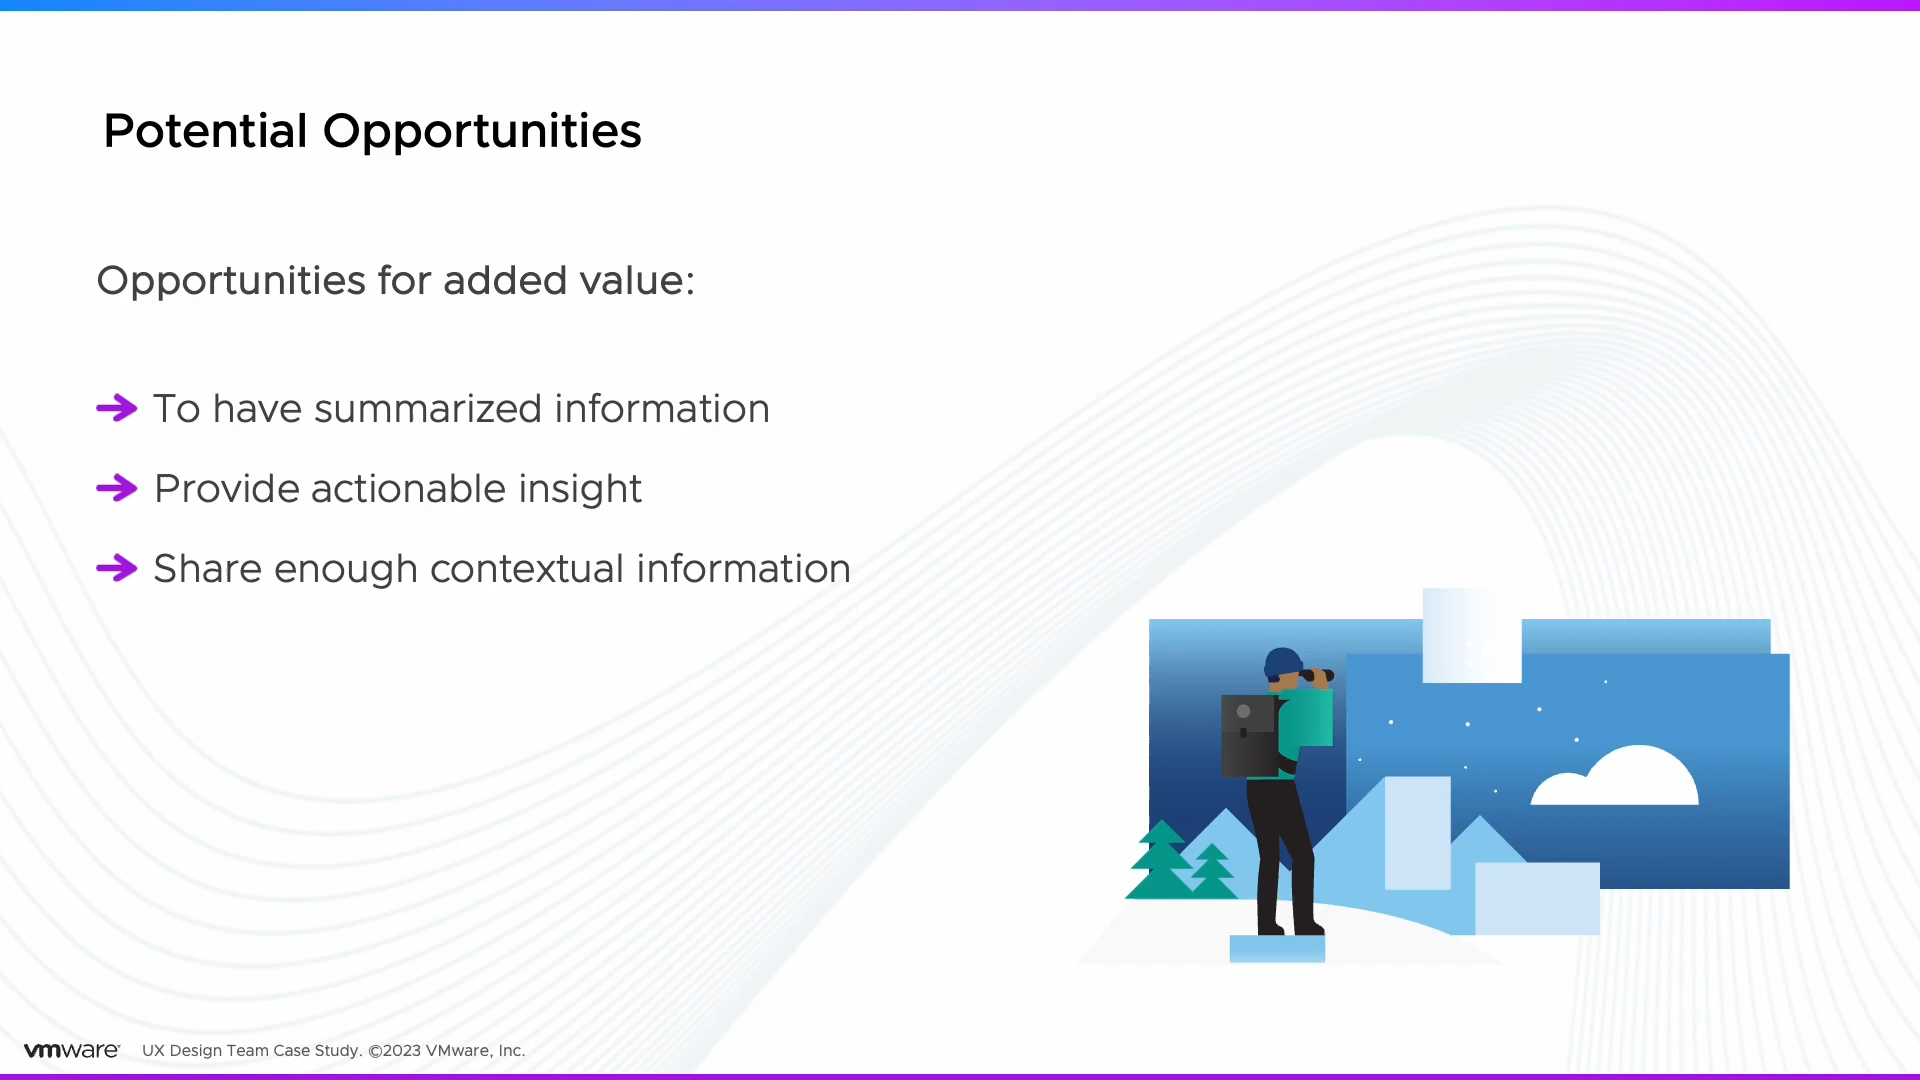 Potential Opportunities
Opportunities for added value:
To have summarized information
Provide actionable insight
Share enough contextual information
vmware UX Design Team Case Study. ©2023 VMware, Inc.